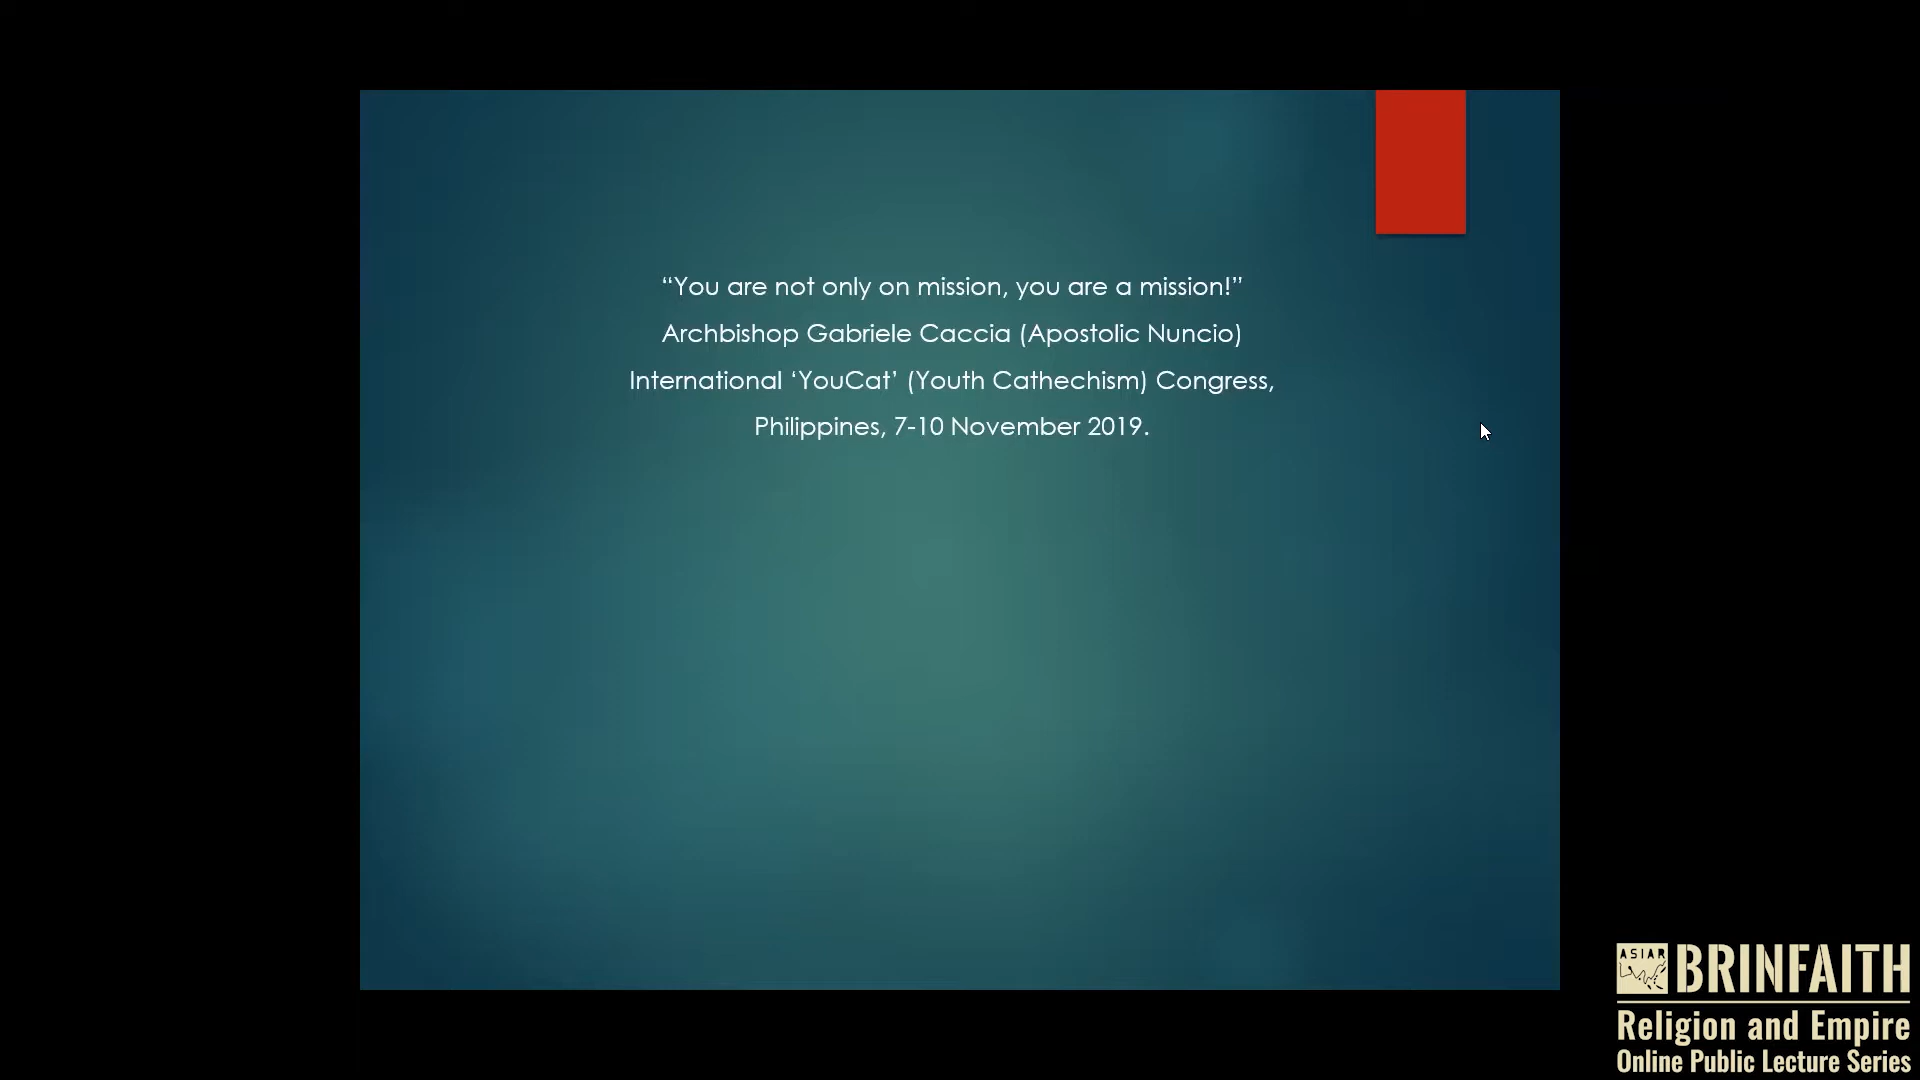 “You are not only on mission, you are a mission!”
Archbishop Gabriele Caccia (Apostolic Nuncio)
International ‘YouCat’ (Youth Cathechism) Congress,
Philippines, 7-10 November 2019.
ASIAR
BRINFAITH
Religion and Empire
Online Public Lecture Series